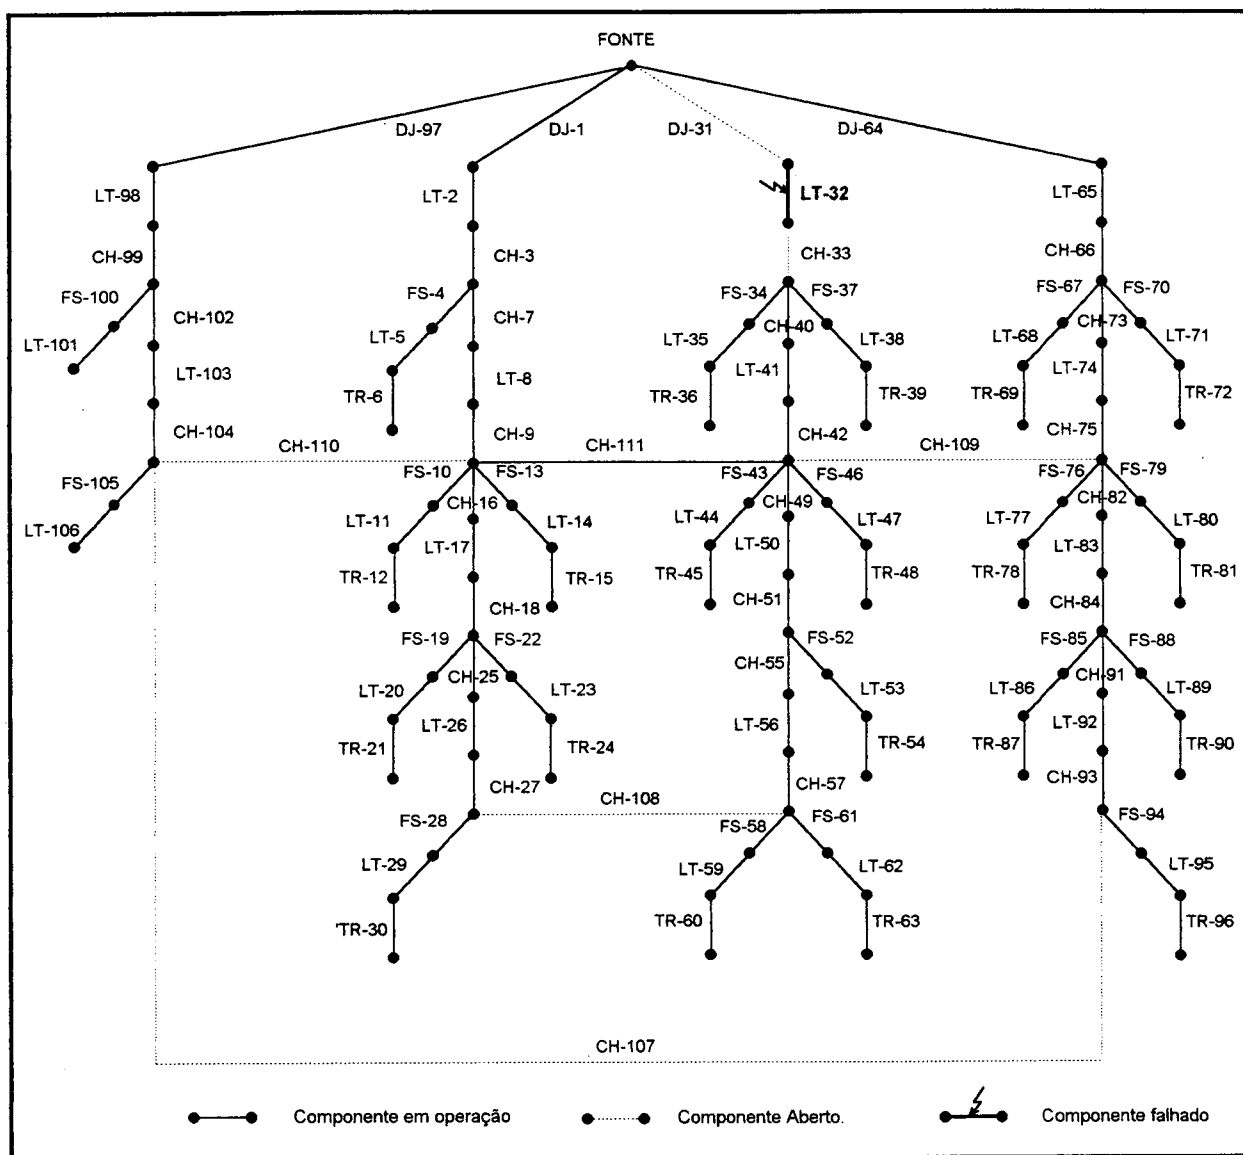 FONTE
DJ-97 DJ-1 DJ-31 DJ-64
LT-98 LT-2 LT-32 LT-65
CH-99 CH-3 CH-33 CH-66
FS-100 FS-4 FS-34 FS-37 FS-67 FS-70
CH-102 CH-7 CH-40 CH-73
LT-101 LT-5 LT-35 LT-38 LT-68 LT-71
LT-103 LT-8 LT-41 LT-74
TR-6 TR-36 TR-39 TR-69 TR-72
CH-104 CH-9 CH-42 CH-75
CH-110 CH-111 CH-109
FS-105 FS-10 FS-13 FS-43 FS-46 FS-76 FS-79
CH-16 CH-49 CH-82
LT-106 LT-11 LT-14 LT-44 LT-47 LT-77 LT-80
LT-17 LT-50 LT-83
TR-12 TR-15 TR-45 TR-48 TR-78 TR-81
CH-18 CH-51 CH-84
FS-19 FS-22 FS-52 FS-85 FS-88
CH-25 CH-55 CH-91
LT-20 LT-23 LT-53 LT-86 LT-89
LT-26 LT-56 LT-92
TR-21 TR-24 TR-54 TR-87 TR-90
CH-27 CH-57 CH-93
CH-108
FS-28 FS-58 FS-61 FS-94
LT-29 LT-59 LT-62 LT-95
'TR-30 TR-60 TR-63 TR-96
CH-107
Componente em operação
Componente Aberto.
Componente falhado